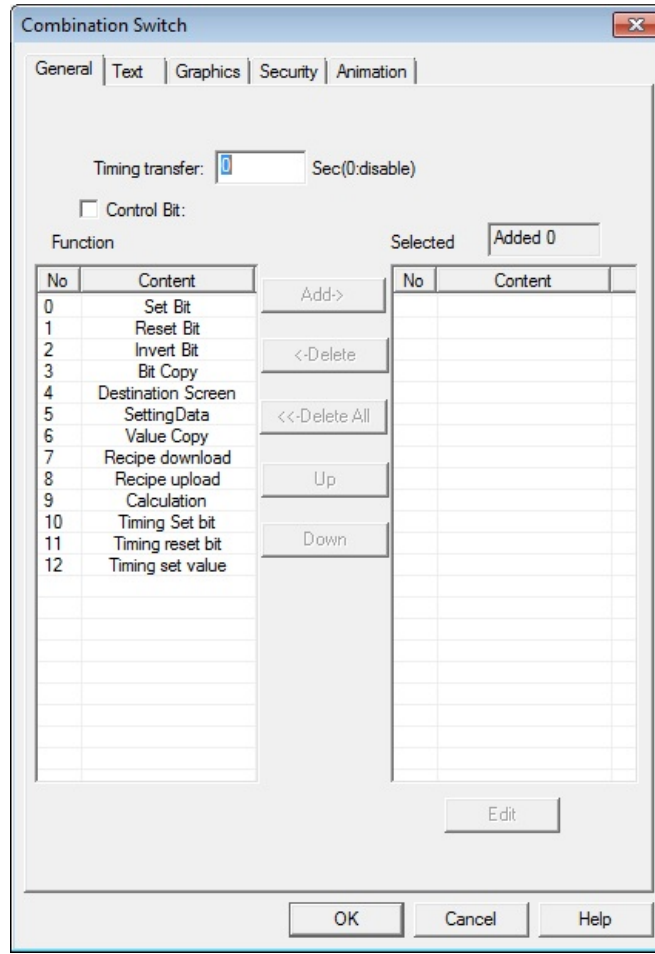 Combination Switch
General Text Graphics Security Animation
Timing transfer: 0 Sec(0:disable)
Control Bit:
Function Selected Added 0
No Content No Content
Add->
0 Set Bit
1 Reset Bit
2 Invert Bit
<-Delete
3 Bit Copy
4 Destination Screen
5 SettingData
<<-Delete All
6 Value Copy
7 Recipe download
8 Recipe upload
Up
9 Calculation
10 Timing Set bit
11 Timing reset bit
Down
12 Timing set value
Edit
OK Cancel Help